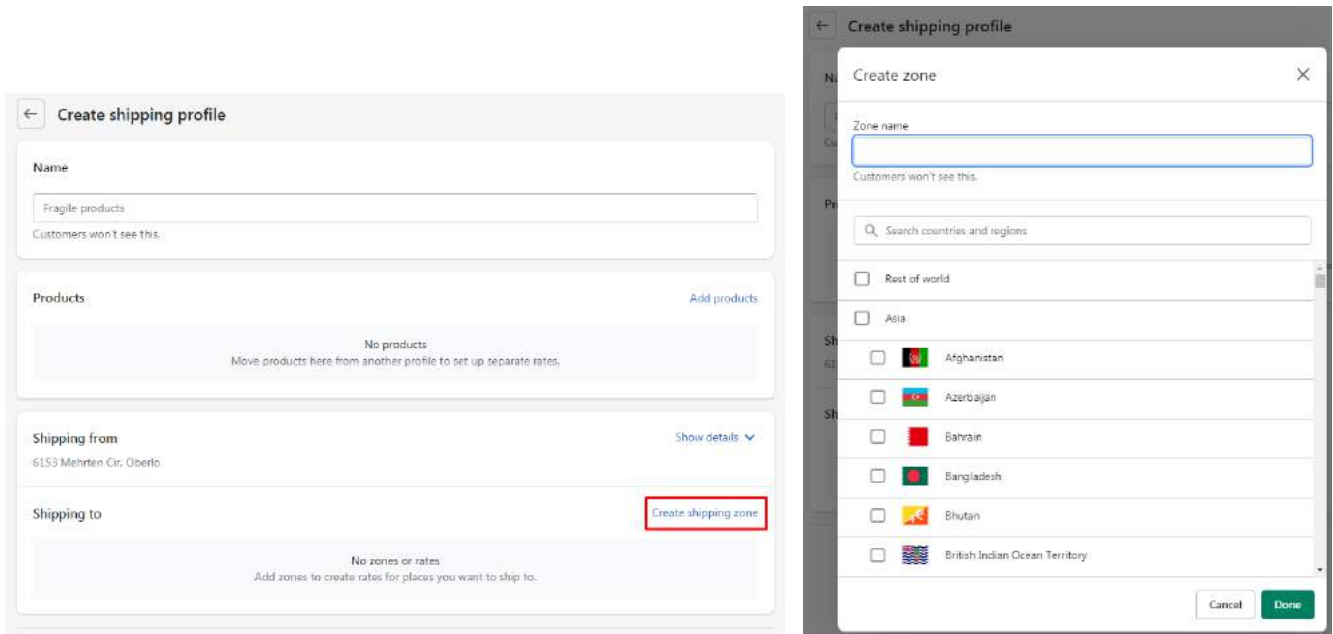 Create shipping profile
Name
Fragile products
Customers won't see this.
Products
Add products
No products
Move products here from another profile to set up separate rates.
Shipping from
Show details
6153 Mehrten Cir, Oberlo
Shipping to
Create shipping zone
No zones or rates
Add zones to create rates for places you want to ship to.
Create shipping profile
Create zone
Zone name
Customers won't see this.
Search countries and regions
Rest of world
Asia
Afghanistan
Azerbaijan
Bahrain
Bangladesh
Bhutan
British Indian Ocean Territory
Cancel
Done